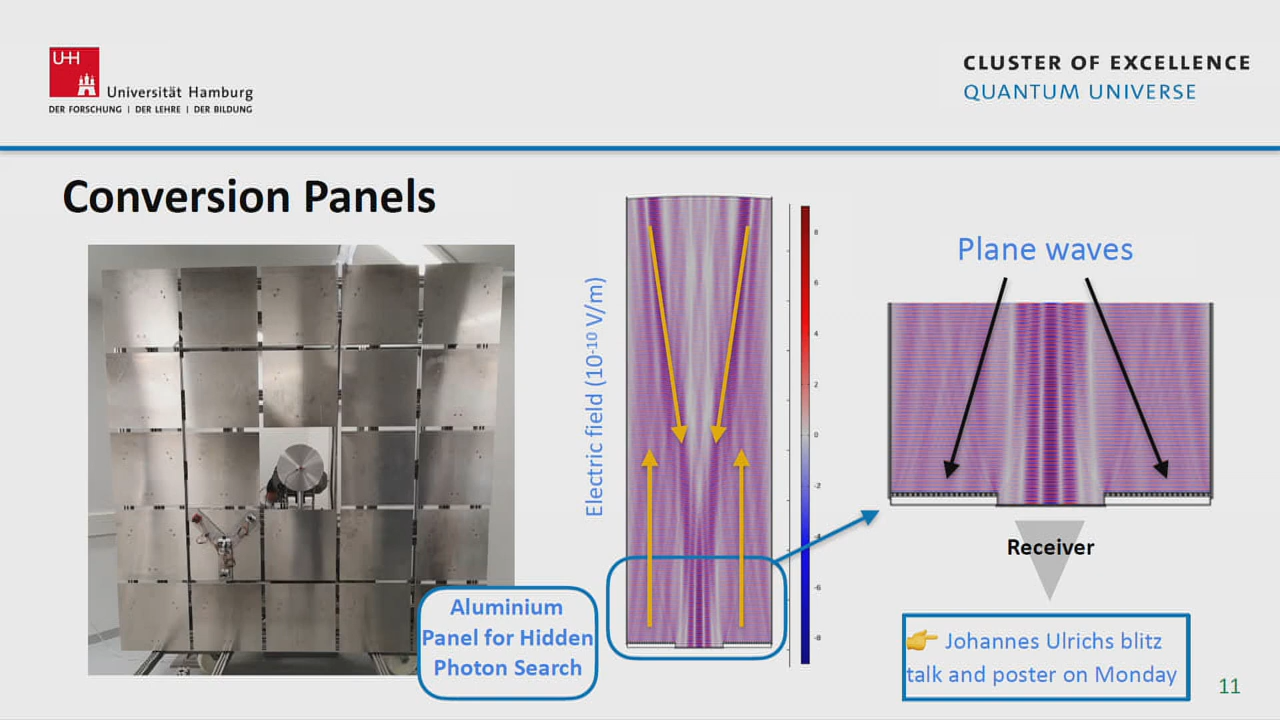 UH
Universität Hamburg
DER FORSCHUNG | DER LEHRE | DER BILDUNG
CLUSTER OF EXCELLENCE
QUANTUM UNIVERSE
Conversion Panels
Electric field (10⁻¹⁰ V/m)
8
6
4
2
0
-2
-4
-6
-8
Plane waves
Receiver
Aluminium
Panel for Hidden
Photon Search
👉 Johannes Ulrichs blitz
talk and poster on Monday
11